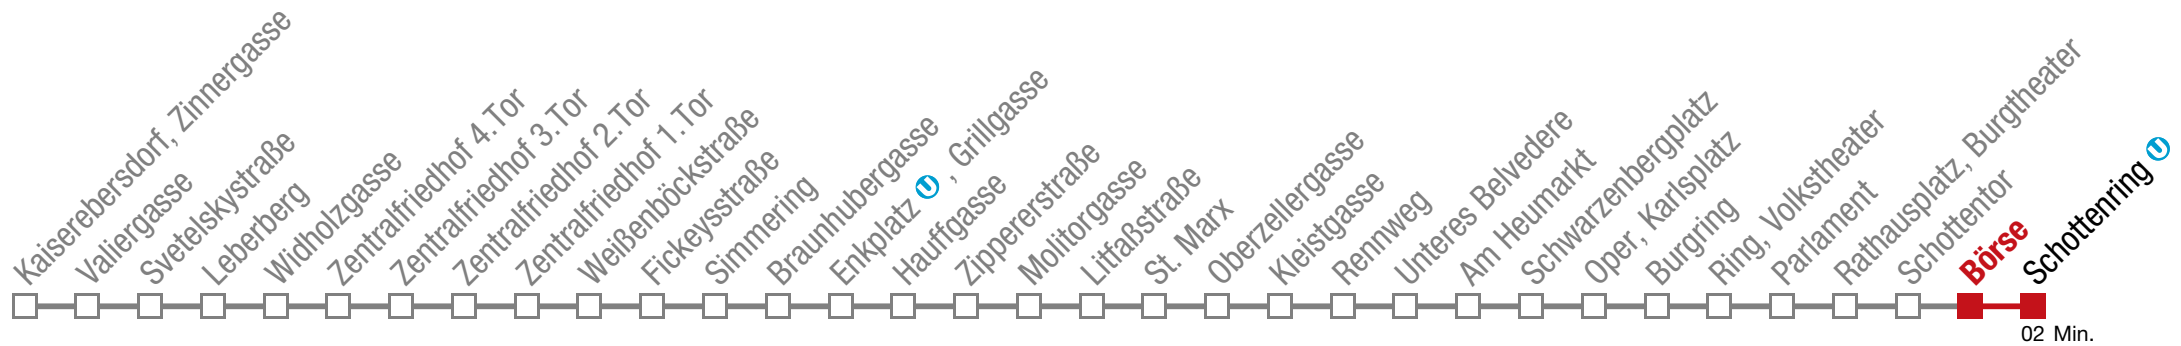 Kaiserebersdorf, Zinnergasse
Valiergasse
Svetelskystraße
Leberberg
Widholzgasse
Zentralfriedhof 4.Tor
Zentralfriedhof 3.Tor
Zentralfriedhof 2.Tor
Zentralfriedhof 1.Tor
Weißenböckstraße
Fickeysstraße
Simmering
Braunhubergasse
Enkplatz U, Grillgasse
Hauffgasse
Zippererstraße
Molitorgasse
Litfaßstraße
St. Marx
Oberzellergasse
Kleistgasse
Rennweg
Unteres Belvedere
Am Heumarkt
Schwarzenbergplatz
Oper, Karlsplatz
Burgring
Ring, Volkstheater
Parlament
Rathausplatz, Burgtheater
Schottentor
Börse
Schottenring U
02 Min.